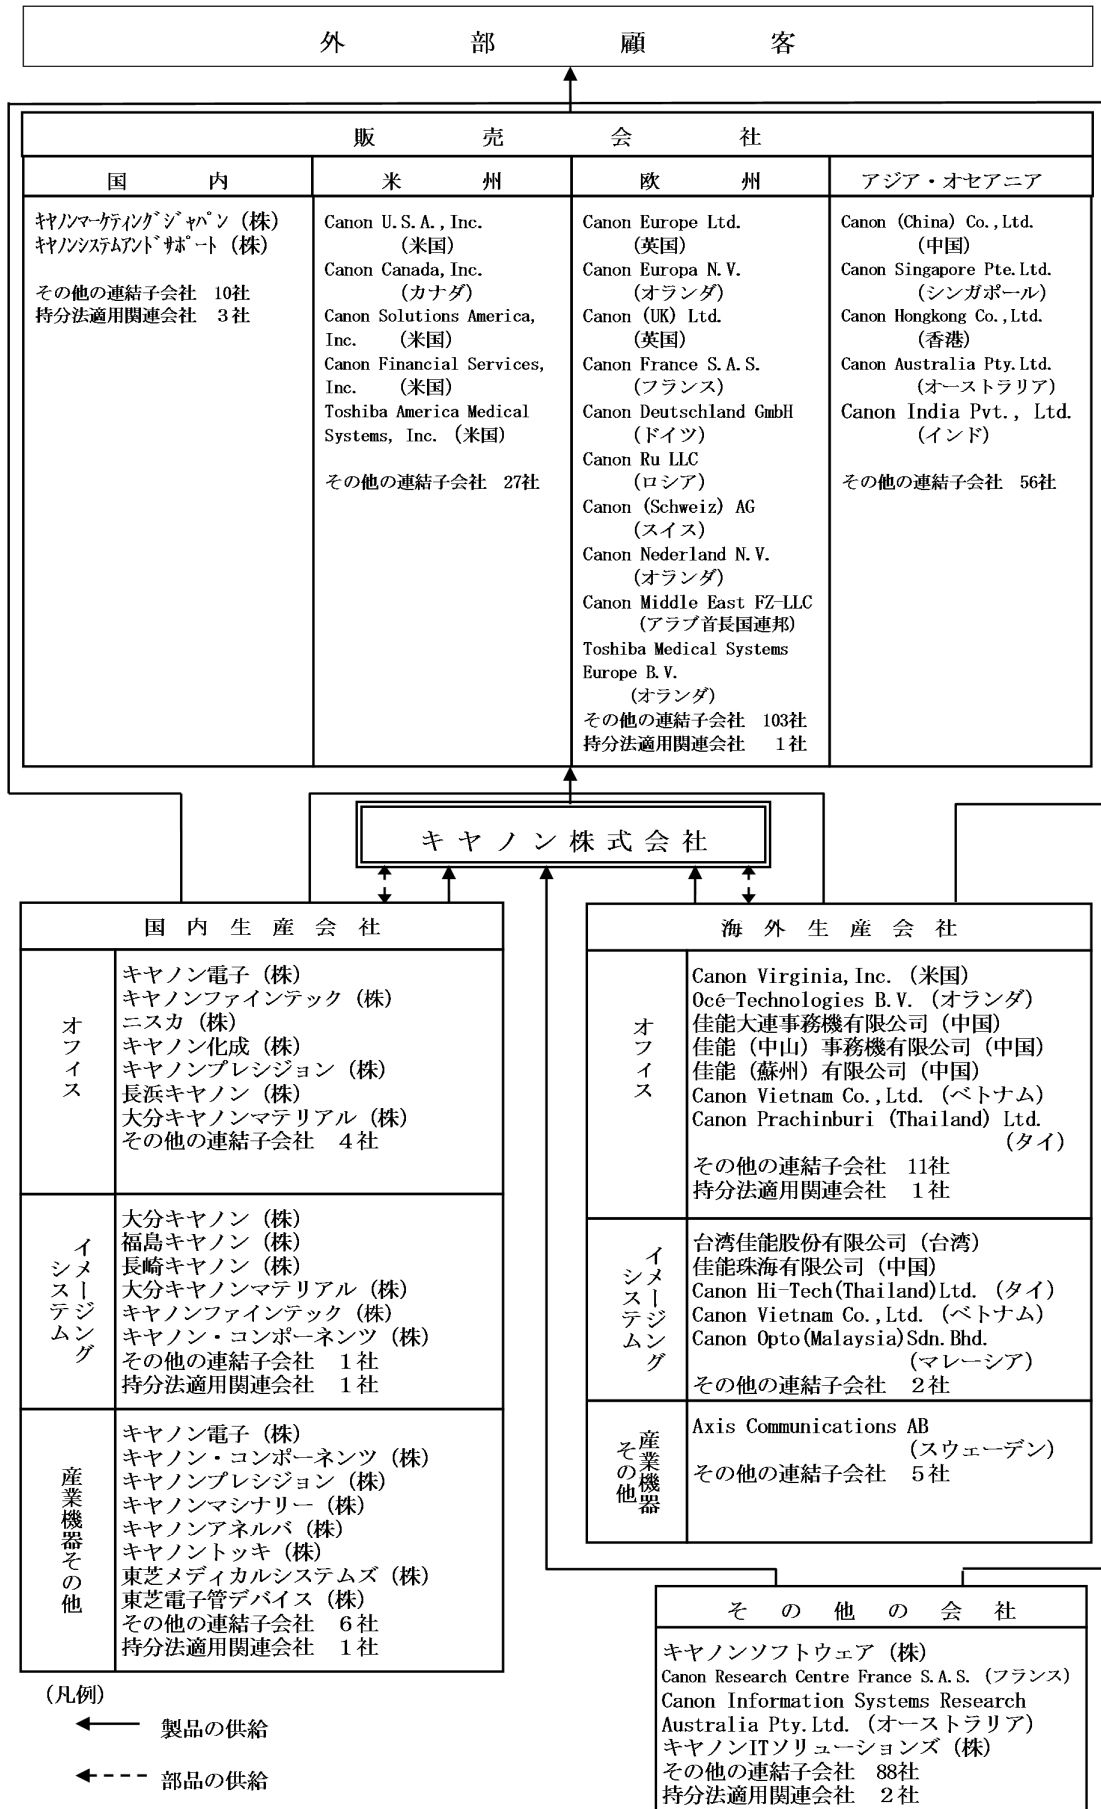 外部顧客
販売会社
国内
キヤノンマーケティングジャパン（株）
キヤノンシステムアンドサポート（株）
その他の連結子会社 10社
持分法適用関連会社 3社
米州
Canon U.S.A.,Inc.
（米国）
Canon Canada,Inc.
（カナダ）
Canon Solutions America,
Inc. （米国）
Canon Financial Services,
Inc. （米国）
Toshiba America Medical
Systems, Inc. （米国）
その他の連結子会社 27社
欧州
Canon Europe Ltd.
（英国）
Canon Europa N.V.
（オランダ）
Canon (UK) Ltd.
（英国）
Canon France S.A.S.
（フランス）
Canon Deutschland GmbH
（ドイツ）
Canon Ru LLC
（ロシア）
Canon (Schweiz) AG
（スイス）
Canon Nederland N.V.
（オランダ）
Canon Middle East FZ-LLC
（アラブ首長国連邦）
Toshiba Medical Systems
Europe B.V.
（オランダ）
その他の連結子会社 103社
持分法適用関連会社 1社
アジア・オセアニア
Canon (China) Co.,Ltd.
（中国）
Canon Singapore Pte.Ltd.
（シンガポール）
Canon Hongkong Co.,Ltd.
（香港）
Canon Australia Pty.Ltd.
（オーストラリア）
Canon India Pvt., Ltd.
（インド）
その他の連結子会社 56社
キヤノン株式会社
国内生産会社
オフィス
キヤノン電子（株）
キヤノンファインテック（株）
ニスカ（株）
キヤノン化成（株）
キヤノンプレシジョン（株）
長浜キヤノン（株）
大分キヤノンマテリアル（株）
その他の連結子会社 4社
イメージング
システム
大分キヤノン（株）
福島キヤノン（株）
長崎キヤノン（株）
大分キヤノンマテリアル（株）
キヤノンファインテック（株）
キヤノン・コンポーネンツ（株）
その他の連結子会社 1社
持分法適用関連会社 1社
産業機器その他
キヤノン電子（株）
キヤノン・コンポーネンツ（株）
キヤノンプレシジョン（株）
キヤノンマシナリー（株）
キヤノンアネルバ（株）
キヤノントッキ（株）
東芝メディカルシステムズ（株）
東芝電子管デバイス（株）
その他の連結子会社 6社
持分法適用関連会社 1社
海外生産会社
オフィス
Canon Virginia,Inc.（米国）
Océ-Technologies B.V.（オランダ）
佳能大連事務機有限公司（中国）
佳能（中山）事務機有限公司（中国）
佳能（蘇州）有限公司（中国）
Canon Vietnam Co.,Ltd.（ベトナム）
Canon Prachinburi (Thailand) Ltd.
（タイ）
その他の連結子会社 11社
持分法適用関連会社 1社
イメージング
システム
台湾佳能股份有限公司（台湾）
佳能珠海有限公司（中国）
Canon Hi-Tech(Thailand)Ltd.（タイ）
Canon Vietnam Co.,Ltd.（ベトナム）
Canon Opto(Malaysia)Sdn.Bhd.
（マレーシア）
その他の連結子会社 2社
産業機器
その他
Axis Communications AB
（スウェーデン）
その他の連結子会社 5社
その他の会社
キヤノンソフトウェア（株）
Canon Research Centre France S.A.S.（フランス）
Canon Information Systems Research
Australia Pty.Ltd.（オーストラリア）
キヤノンITソリューションズ（株）
その他の連結子会社 88社
持分法適用関連会社 2社
（凡例）
製品の供給
部品の供給